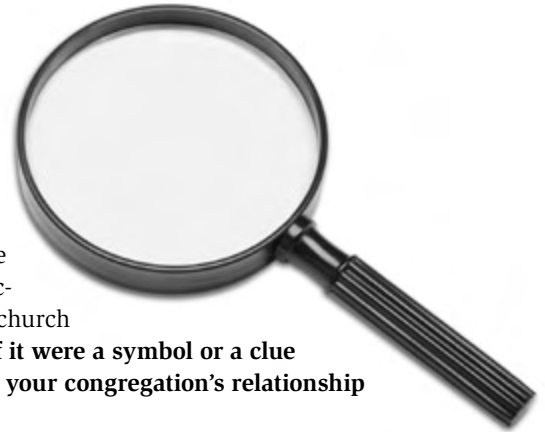 e
c-
church
f it were a symbol or a clue
your congregation's relationship